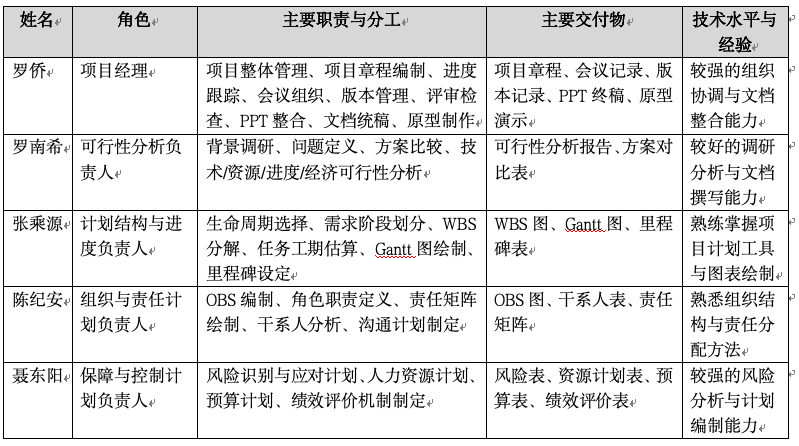 姓名 角色 主要职责与分工 主要交付物 技术水平与
经验
罗侨 项目经理 项目整体管理、项目章程编制、进度 项目章程、会议记录、版 较强的组织
跟踪、会议组织、版本管理、评审检 本记录、PPT 终稿、原型 协调与文档
查、PPT 整合、文档统稿、原型制作 演示 整合能力
罗南希 可行性分析负 背景调研、问题定义、方案比较、技 可行性分析报告、方案对 较好的调研
责人 术/资源/进度/经济可行性分析 比表 分析与文档
撰写能力
张乘源 计划结构与进 生命周期选择、需求阶段划分、WBS WBS 图、Gantt 图、里程 熟练掌握项
度负责人 分解、任务工期估算、Gantt 图绘制、 碑表 目计划工具
里程碑设定 与图表绘制
陈纪安 组织与责任计 OBS 编制、角色职责定义、责任矩阵 OBS 图、干系人表、责任 熟悉组织结
划负责人 绘制、干系人分析、沟通计划制定 矩阵 构与责任分
配方法
聂东阳 保障与控制计 风险识别与应对计划、人力资源计划、 风险表、资源计划表、预 较强的风险
划负责人 预算计划、绩效评价机制制定 算表、绩效评价表 分析与计划
编制能力